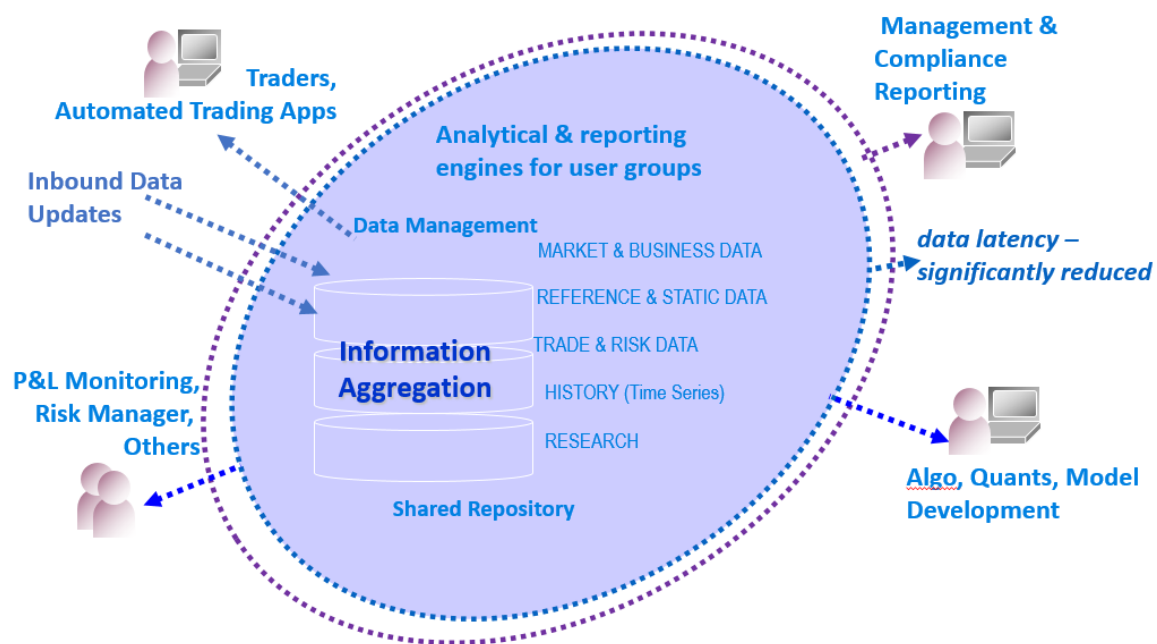 Management &
Compliance
Reporting
Traders,
Automated Trading Apps
Analytical & reporting
engines for user groups
Inbound Data
Updates
Data Management
MARKET & BUSINESS DATA
data latency –
significantly reduced
REFERENCE & STATIC DATA
TRADE & RISK DATA
Information
Aggregation
HISTORY (Time Series)
P&L Monitoring,
Risk Manager,
Others
RESEARCH
Algo, Quants, Model
Development
Shared Repository